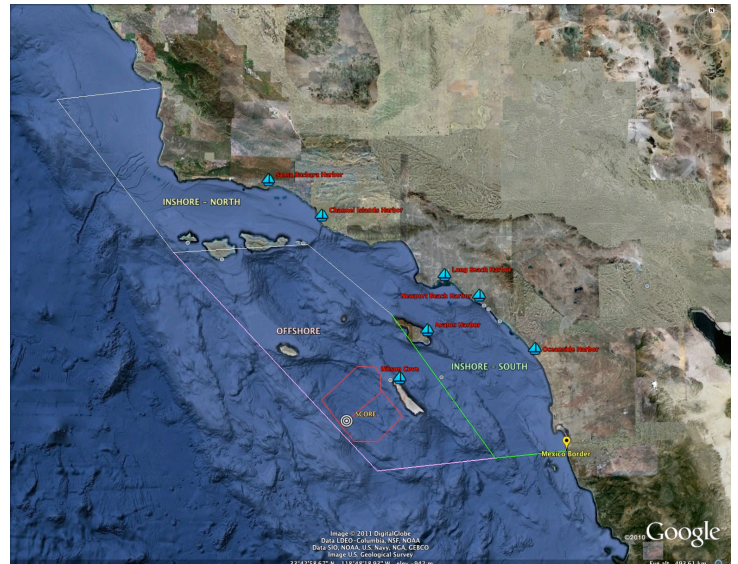 N
Santa Barbara Harbor
INSHORE - NORTH
Channel Islands Harbor
Long Beach Harbor
Newport Beach Harbor
OFFSHORE
Avalon Harbor
Oceanside Harbor
INSHORE - SOUTH
Wilson Cove
SCORE
Mexico Border
Image © 2011 DigitalGlobe
Data LDEO-Columbia, NSF, NOAA
Data SIO, NOAA, U.S. Navy, NGA, GEBCO
Image U.S. Geological Survey
©2010 Google